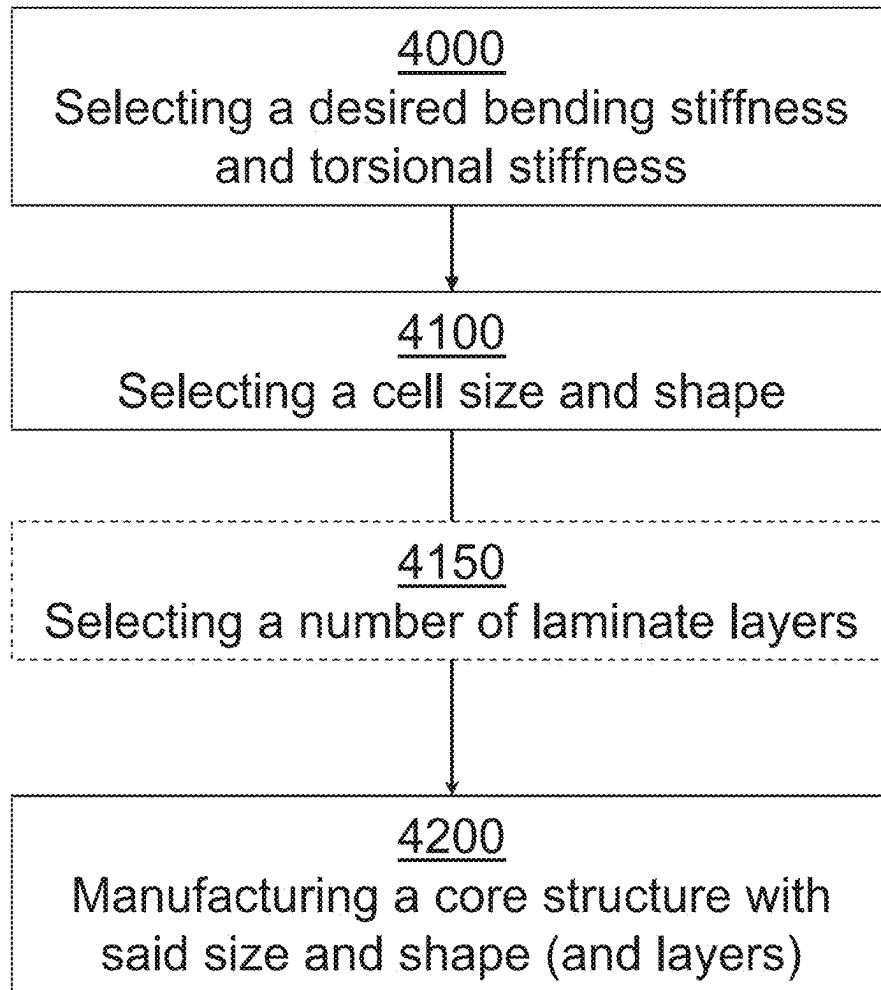 4000
Selecting a desired bending stiffness
and torsional stiffness
4100
Selecting a cell size and shape
4150
Selecting a number of laminate layers
4200
Manufacturing a core structure with
said size and shape (and layers)